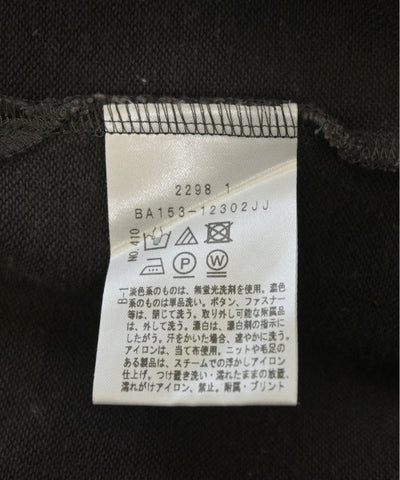 2298 1
BA153-12302JJ
NO.410
P W
B-1
淡色系のものは、無蛍光洗剤を使用。濃色
系のものは単品洗い。ボタン、ファスナー
等は、閉じて洗う。取り外し可能な附属品
は、外して洗う。漂白は、漂白剤の指示に
したがう。汗をかいた場合、速やかに洗う。
アイロンは、当て布使用。ニットや毛足の
ある製品は、スチームでの浮かしアイロン
仕上げ。つけ置き洗い・濡れたままの放置、
濡れがけアイロン、禁止。附属・プリント